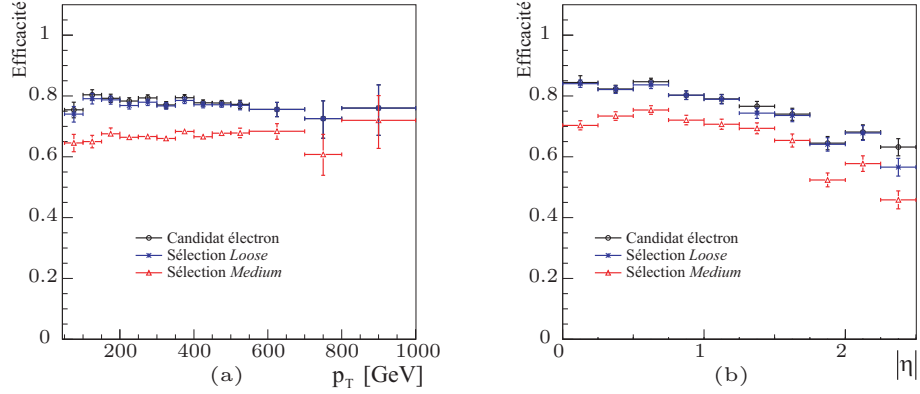 Efficacité
1
0.8
0.6
0.4
0.2
0
Candidat électron
Sélection Loose
Sélection Medium
200 400 600 800 1000
(a) p_T [GeV]
Efficacité
1
0.8
0.6
0.4
0.2
0
Candidat électron
Sélection Loose
Sélection Medium
0 1 2
(b) |η|